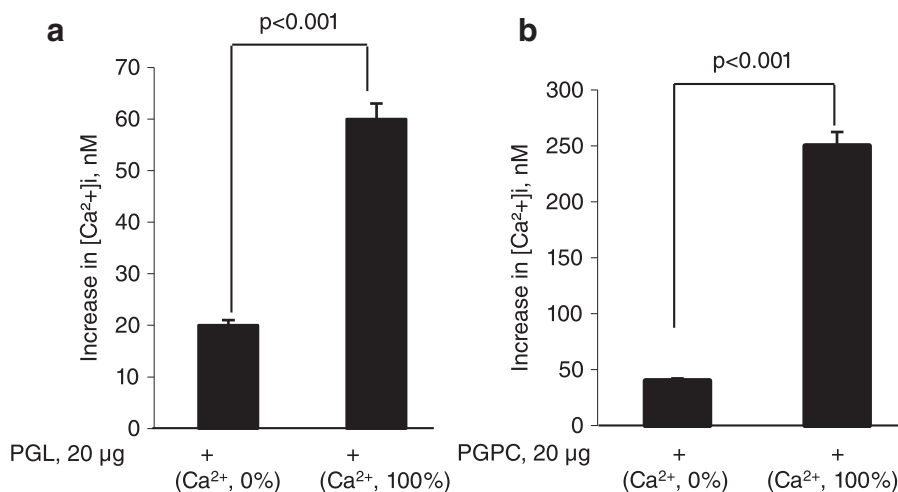 a
p<0.001
Increase in [Ca²⁺]i, nM
70
60
50
40
30
20
10
0
PGL, 20 µg
+
+
(Ca²⁺, 0%)
(Ca²⁺, 100%)
b
p<0.001
Increase in [Ca²⁺]i, nM
300
250
200
150
100
50
0
PGPC, 20 µg
+
+
(Ca²⁺, 0%)
(Ca²⁺, 100%)